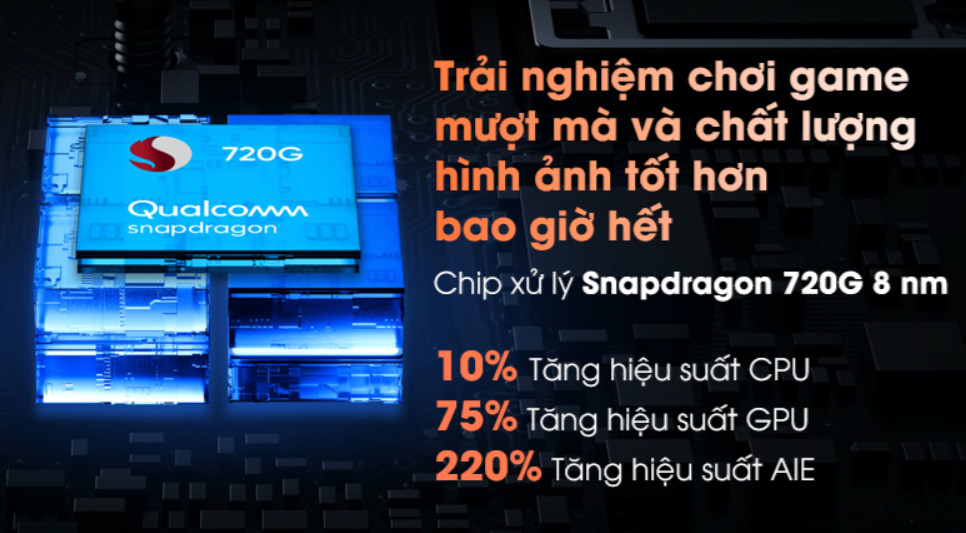 720G
Qualcomm
snapdragon
Trải nghiệm chơi game
mượt mà và chất lượng
hình ảnh tốt hơn
bao giờ hết
Chip xử lý Snapdragon 720G 8 nm
10% Tăng hiệu suất CPU
75% Tăng hiệu suất GPU
220% Tăng hiệu suất AIE